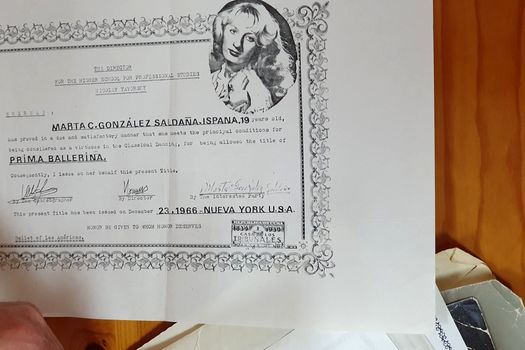 THE DIRECTOR
FOR THE HIGHER SCHOOL FOR PROFESSIONAL STUDIES
NICOLAY YAVORSKY
MARTA C. GONZÁLEZ SALDAÑA. ISPANA, 19 years old,
has proved in a due and satisfactory manner that she meets the principal conditions for
being considered as a virtuoso in the Classical Dancing, for being allowed the title of
PRIMA BALLERINA.
Consequently, I issue on her behalf this present Title.
By Director
By The Interested Party
This present Title has been issued on December 23, 1966 - NUEVA YORK U.S.A.
HONOR BE GIVEN TO WHOM HONOR DESERVES
TRIBUNALES
Ballet of Las Américas.